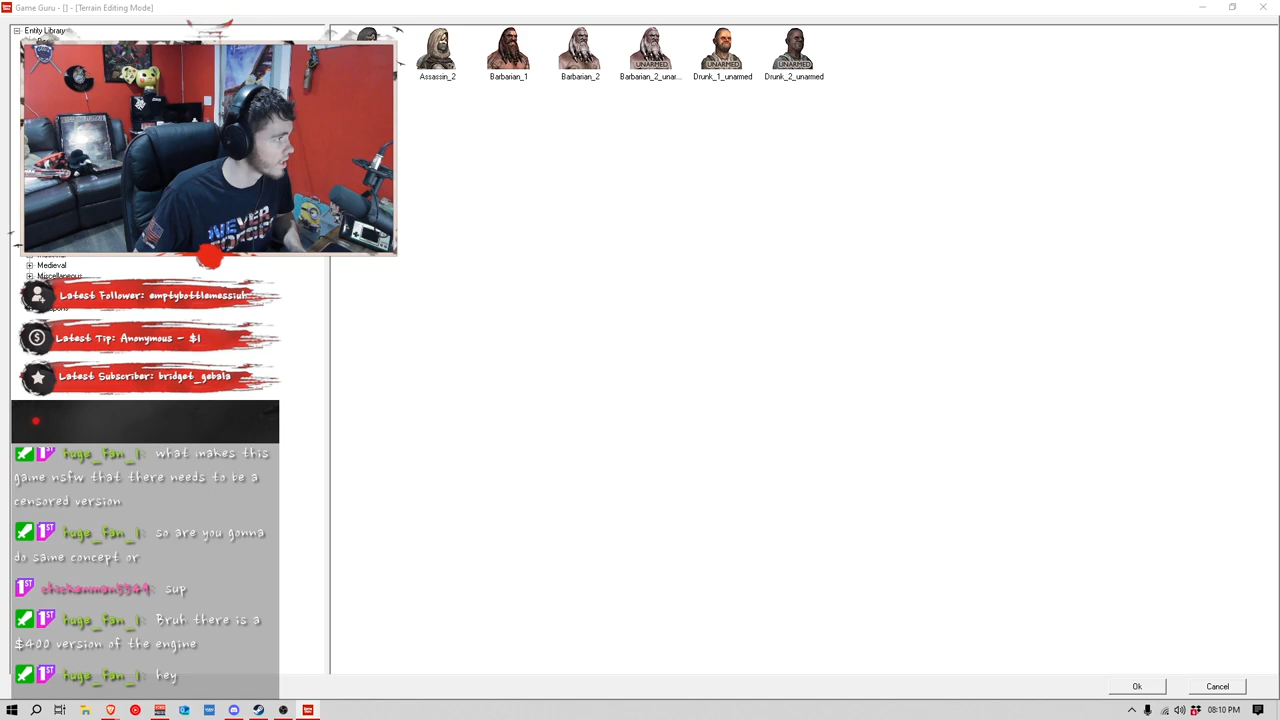 Game Guru - [] - [Terrain Editing Mode]
Entity Library
Assassin_2
Barbarian_1
Barbarian_2
Barbarian_2_unar...
Drunk_1_unarmed
Drunk_2_unarmed
UNARMED
UNARMED
UNARMED
NEVER
FORGET
Medieval
Miscellaneous
Latest Follower: emptybottlemessiah
Latest Tip: Anonymous - $1
Latest Subscriber: bridget_gebala
huge_fan_1: what makes this
game nsfw that there needs to be a
censored version
huge_fan_1: so are you gonna
do same concept or
chickenman5549: sup
huge_fan_1: Bruh there is a
$400 version of the engine
huge_fan_1: hey
Ok
Cancel
08:10 PM